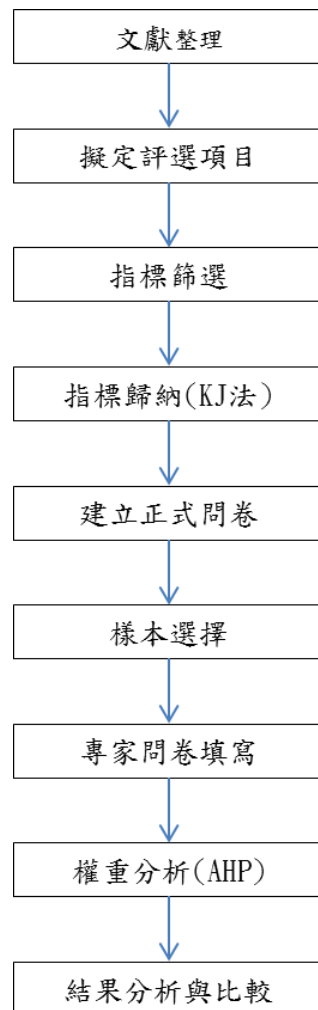 文獻整理
擬定評選項目
指標篩選
指標歸納(KJ法)
建立正式問卷
樣本選擇
專家問卷填寫
權重分析(AHP)
結果分析與比較